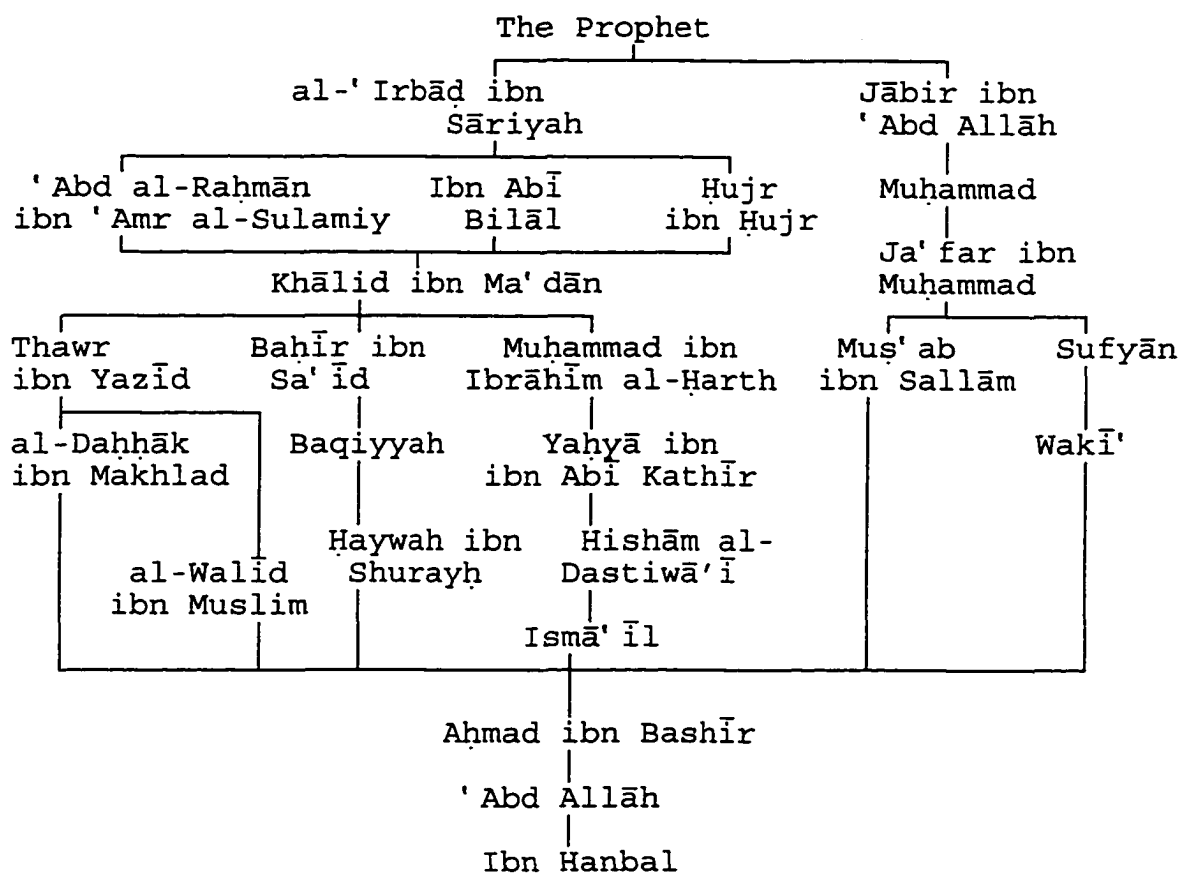 The Prophet
al-‘Irbāḍ ibn
Sāriyah
Jābir ibn
‘Abd Allāh
‘Abd al-Raḥmān
ibn ‘Amr al-Sulamiy
Ibn Abī
Bilāl
Ḥujr
ibn Ḥujr
Muḥammad
Ja‘far ibn
Muḥammad
Khālid ibn Ma‘dān
Thawr
ibn Yazīd
Baḥīr ibn
Sa‘īd
Muḥammad ibn
Ibrāhīm al-Ḥarth
Muṣ‘ab
ibn Sallām
Sufyān
al-Daḥḥāk
ibn Makhlad
Baqiyyah
Yaḥyā ibn
ibn Abī Kathīr
Wakī‘
al-Walīd
ibn Muslim
Ḥaywah ibn
Shurayḥ
Hishām al-
Dastiwā’ī
Ismā‘īl
Aḥmad ibn Bashīr
‘Abd Allāh
Ibn Hanbal